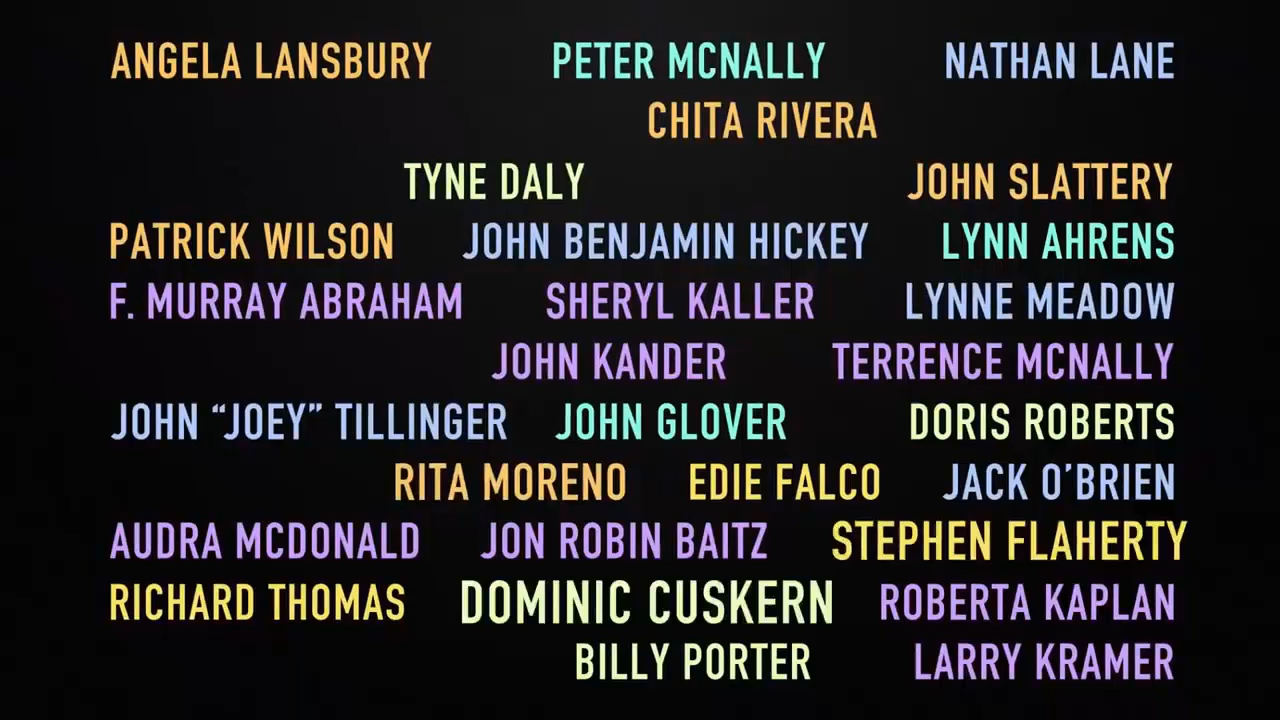 ANGELA LANSBURY PETER MCNALLY NATHAN LANE
CHITA RIVERA
TYNE DALY JOHN SLATTERY
PATRICK WILSON JOHN BENJAMIN HICKEY LYNN AHRENS
F. MURRAY ABRAHAM SHERYL KALLER LYNNE MEADOW
JOHN KANDER TERRENCE MCNALLY
JOHN “JOEY” TILLINGER JOHN GLOVER DORIS ROBERTS
RITA MORENO EDIE FALCO JACK O’BRIEN
AUDRA MCDONALD JON ROBIN BAITZ STEPHEN FLAHERTY
RICHARD THOMAS DOMINIC CUSKERN ROBERTA KAPLAN
BILLY PORTER LARRY KRAMER